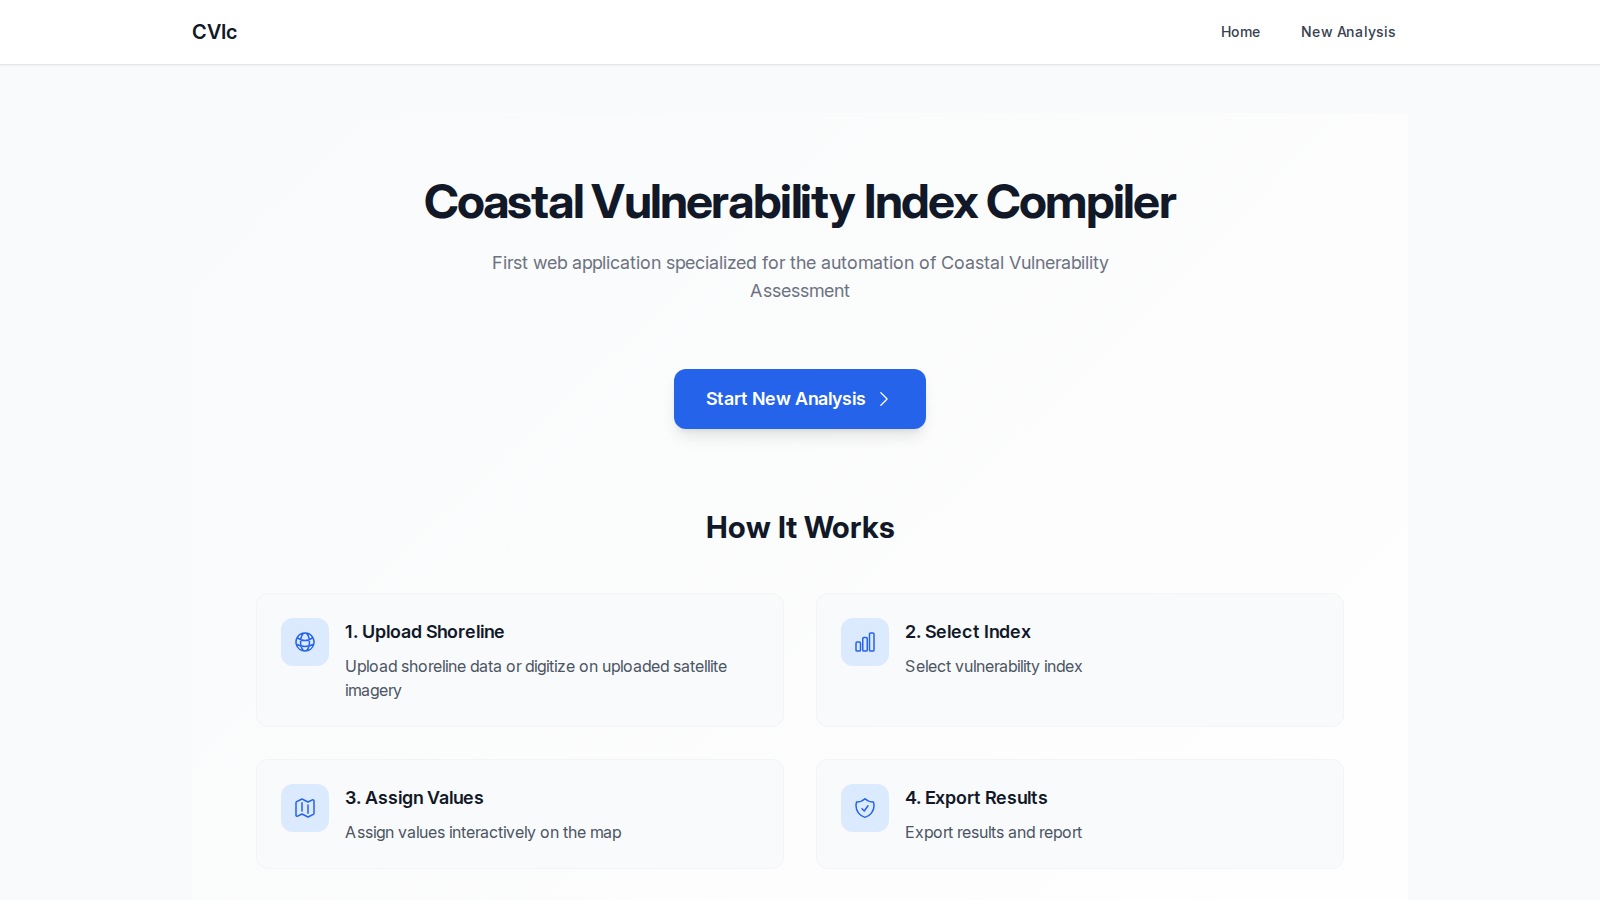 CVIc
Home
New Analysis
Coastal Vulnerability Index Compiler
First web application specialized for the automation of Coastal Vulnerability
Assessment
Start New Analysis
How It Works
1. Upload Shoreline
Upload shoreline data or digitize on uploaded satellite
imagery
2. Select Index
Select vulnerability index
3. Assign Values
Assign values interactively on the map
4. Export Results
Export results and report